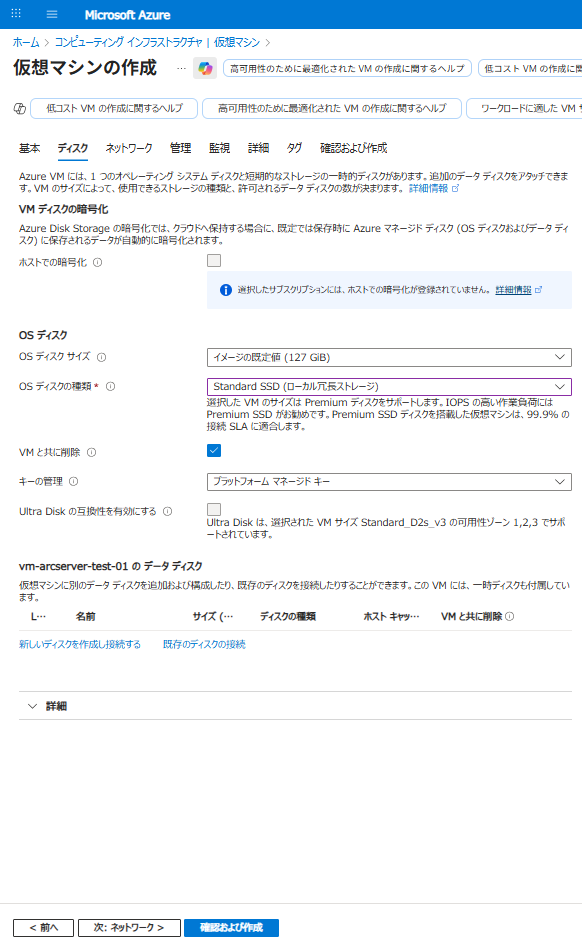 Microsoft Azure
ホーム > コンピューティング インフラストラクチャ | 仮想マシン >
仮想マシンの作成 … 高可用性のために最適化された VM の作成に関するヘルプ 低コスト VM の作成に関
低コスト VM の作成に関するヘルプ 高可用性のために最適化された VM の作成に関するヘルプ ワークロードに適した VM
基本 ディスク ネットワーク 管理 監視 詳細 タグ 確認および作成
Azure VM には、1 つのオペレーティング システム ディスクと短期的なストレージの一時的ディスクがあります。追加のデータ ディスクをアタッチできま
す。VM のサイズによって、使用できるストレージの種類と、許可されるデータ ディスクの数が決まります。 詳細情報
VM ディスクの暗号化
Azure Disk Storage の暗号化では、クラウドへ保持する場合に、既定では保存時に Azure マネージド ディスク (OS ディスクおよびデータ ディ
スク) に保存されるデータが自動的に暗号化されます。
ホストでの暗号化
選択したサブスクリプションには、ホストでの暗号化が登録されていません。 詳細情報
OS ディスク
OS ディスク サイズ イメージの既定値 (127 GiB)
OS ディスクの種類 * Standard SSD (ローカル冗長ストレージ)
選択した VM のサイズは Premium ディスクをサポートします。IOPS の高い作業負荷には
Premium SSD がお勧めです。Premium SSD ディスクを搭載した仮想マシンは、99.9% の
接続 SLA に適合します。
VM と共に削除
キーの管理 プラットフォーム マネージド キー
Ultra Disk の互換性を有効にする
Ultra Disk は、選択された VM サイズ Standard_D2s_v3 の可用性ゾーン 1,2,3 でサポ
ートされています。
vm-arcserver-test-01 の データ ディスク
仮想マシンに別のデータ ディスクを追加および構成したり、既存のディスクを接続したりすることができます。この VM には、一時ディスクも付属してい
ます。
L… 名前 サイズ (… ディスクの種類 ホスト キャッ… VM と共に削除
新しいディスクを作成し接続する 既存のディスクの接続
詳細
< 前へ 次: ネットワーク > 確認および作成